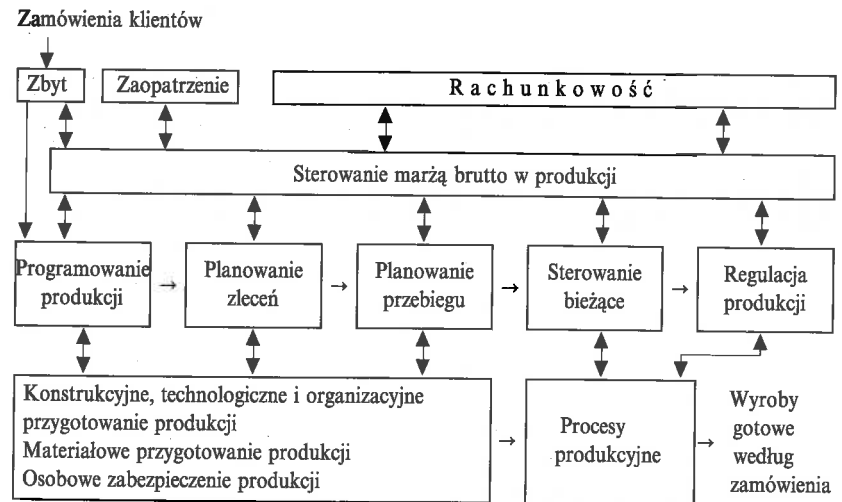 Zamówienia klientów
Zbyt
Zaopatrzenie
Rachunkowość
Sterowanie marżą brutto w produkcji
Programowanie
produkcji
Planowanie
zleceń
Planowanie
przebiegu
Sterowanie
bieżące
Regulacja
produkcji
Konstrukcyjne, technologiczne i organizacyjne
przygotowanie produkcji
Materiałowe przygotowanie produkcji
Osobowe zabezpieczenie produkcji
Procesy
produkcyjne
Wyroby
gotowe
według
zamówienia